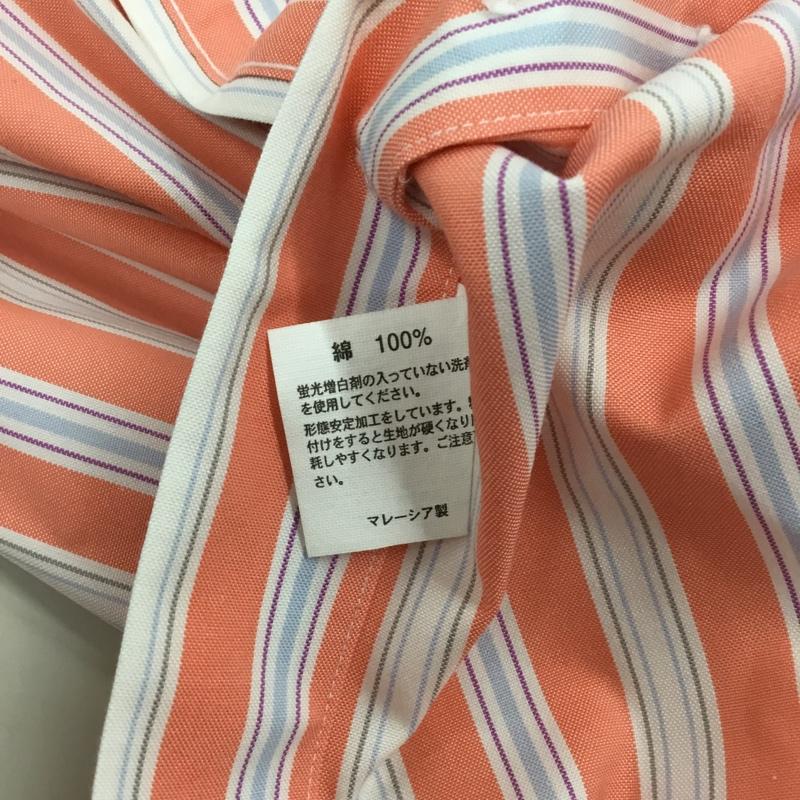 綿 100%
蛍光増白剤の入っていない洗剤
を使用してください。
形態安定加工をしています。
付けをすると生地が硬くなり
耗しやすくなります。ご注意
さい。
マレーシア製